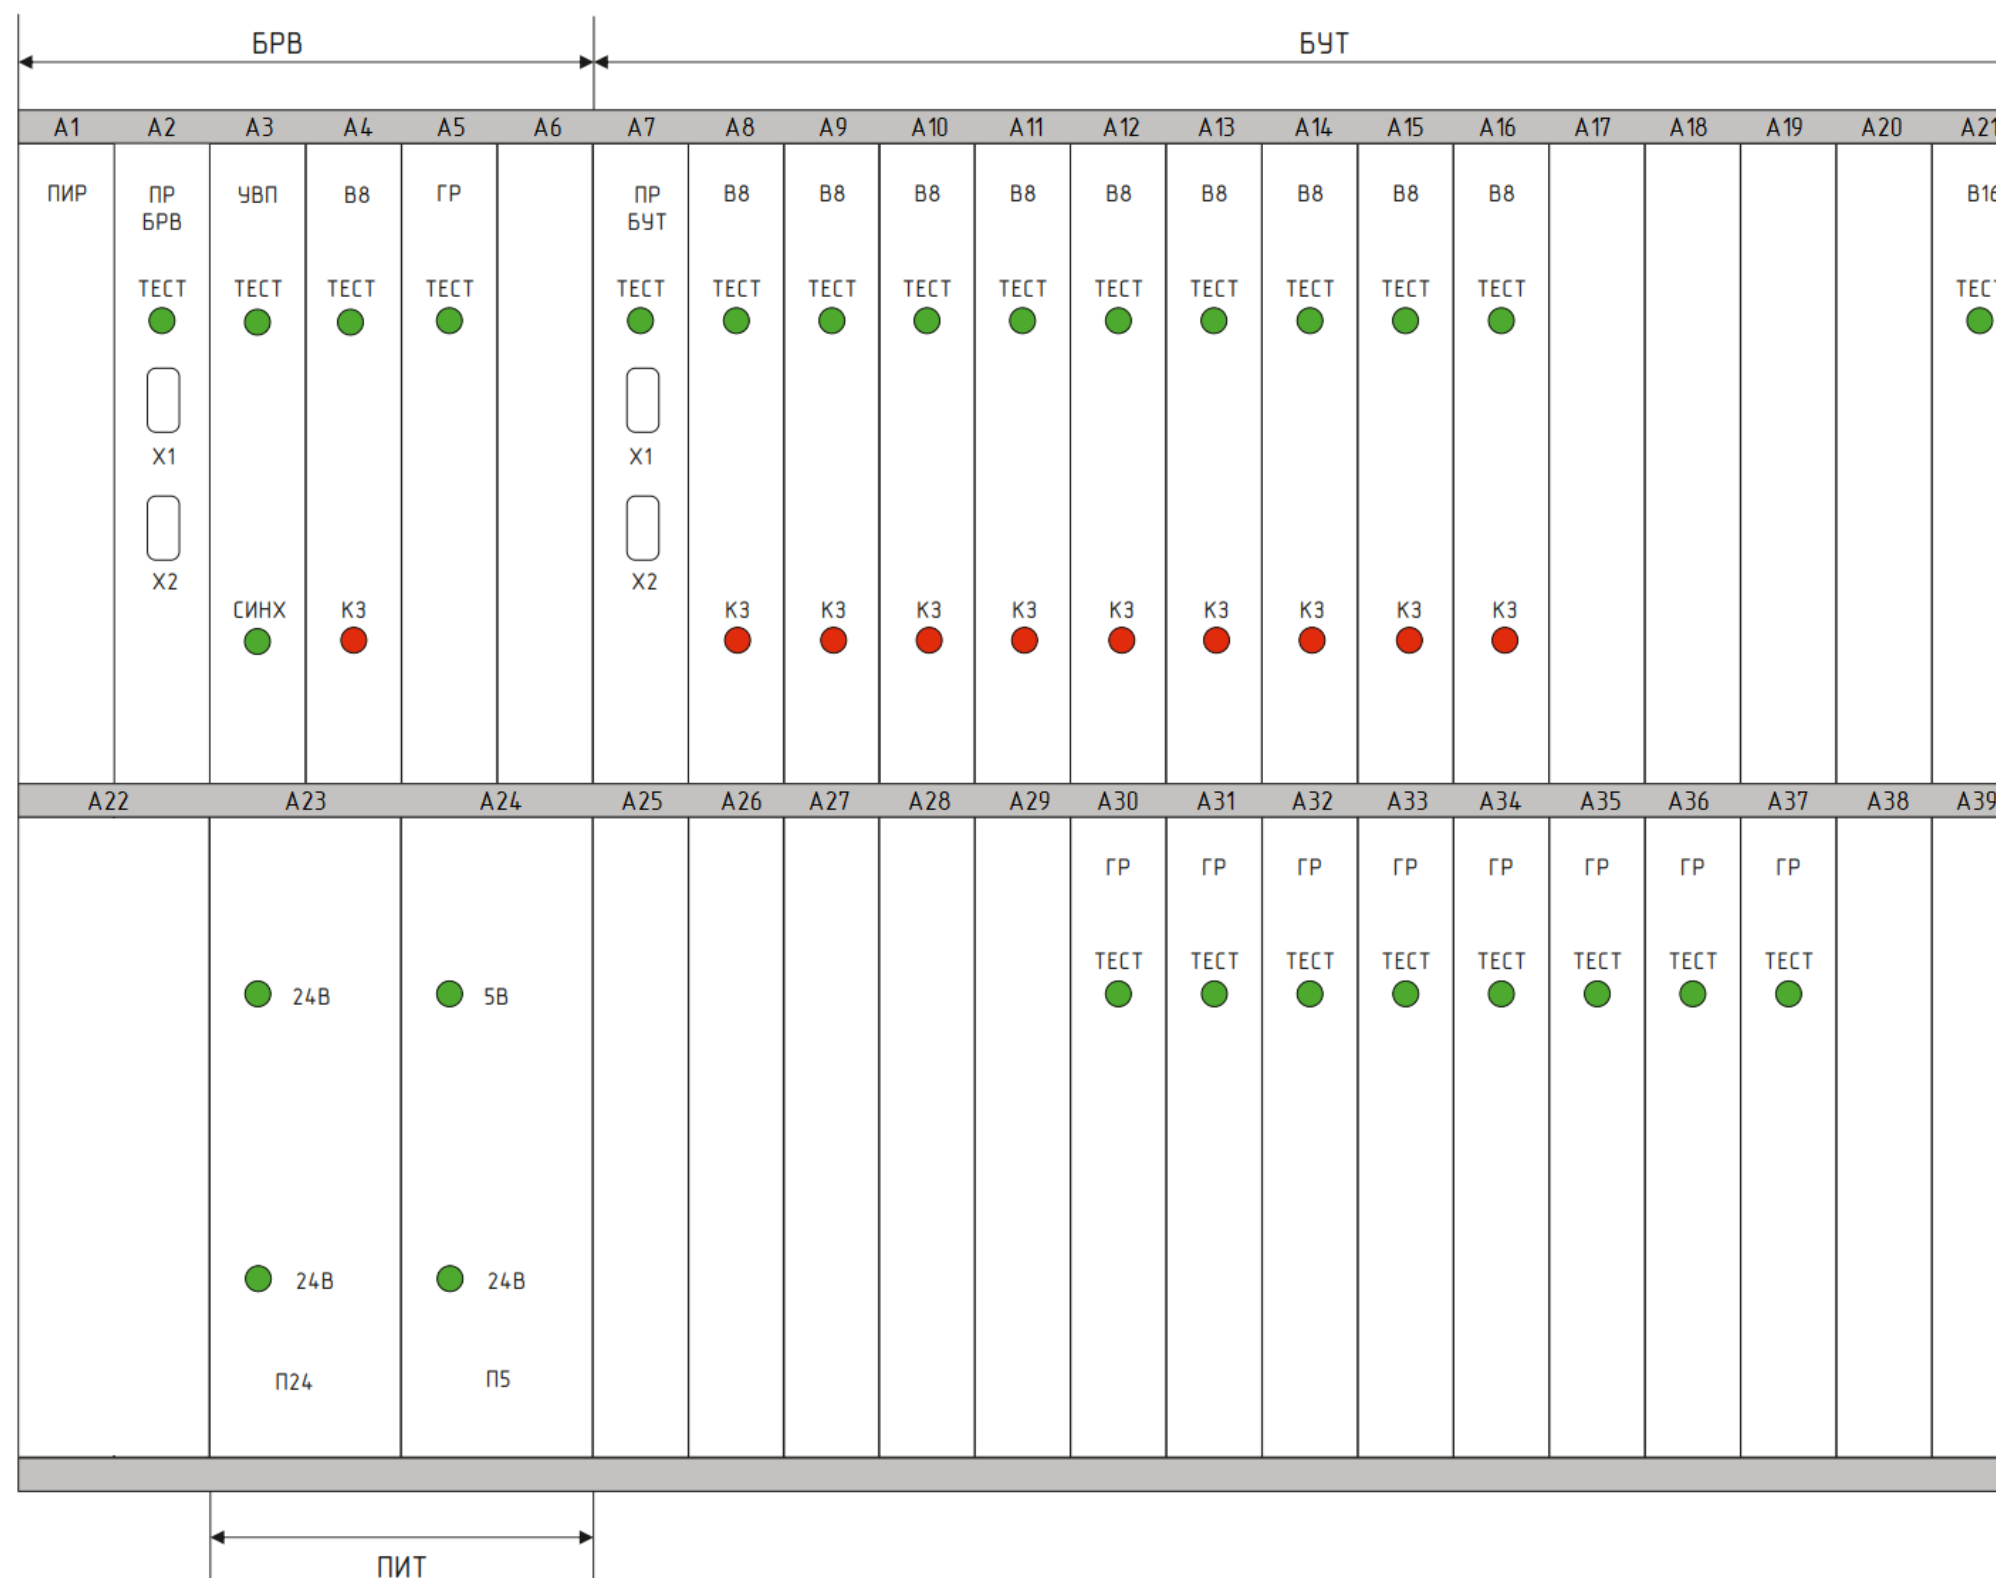 БРВ БУТ
А1 А2 А3 А4 А5 А6 А7 А8 А9 А10 А11 А12 А13 А14 А15 А16 А17 А18 А19 А20 А21
ПИР ПР УВП В8 ГР ПР В8 В8 В8 В8 В8 В8 В8 В8 В8 В16
БРВ БУТ
ТЕСТ ТЕСТ ТЕСТ ТЕСТ ТЕСТ ТЕСТ ТЕСТ ТЕСТ ТЕСТ ТЕСТ ТЕСТ ТЕСТ ТЕСТ ТЕСТ ТЕСТ
Х1 Х1
Х2 Х2
СИНХ КЗ КЗ КЗ КЗ КЗ КЗ КЗ КЗ КЗ КЗ
А22 А23 А24 А25 А26 А27 А28 А29 А30 А31 А32 А33 А34 А35 А36 А37 А38 А39
ГР ГР ГР ГР ГР ГР ГР ГР
ТЕСТ ТЕСТ ТЕСТ ТЕСТ ТЕСТ ТЕСТ ТЕСТ ТЕСТ
24В 5В
24В 24В
П24 П5
ПИТ